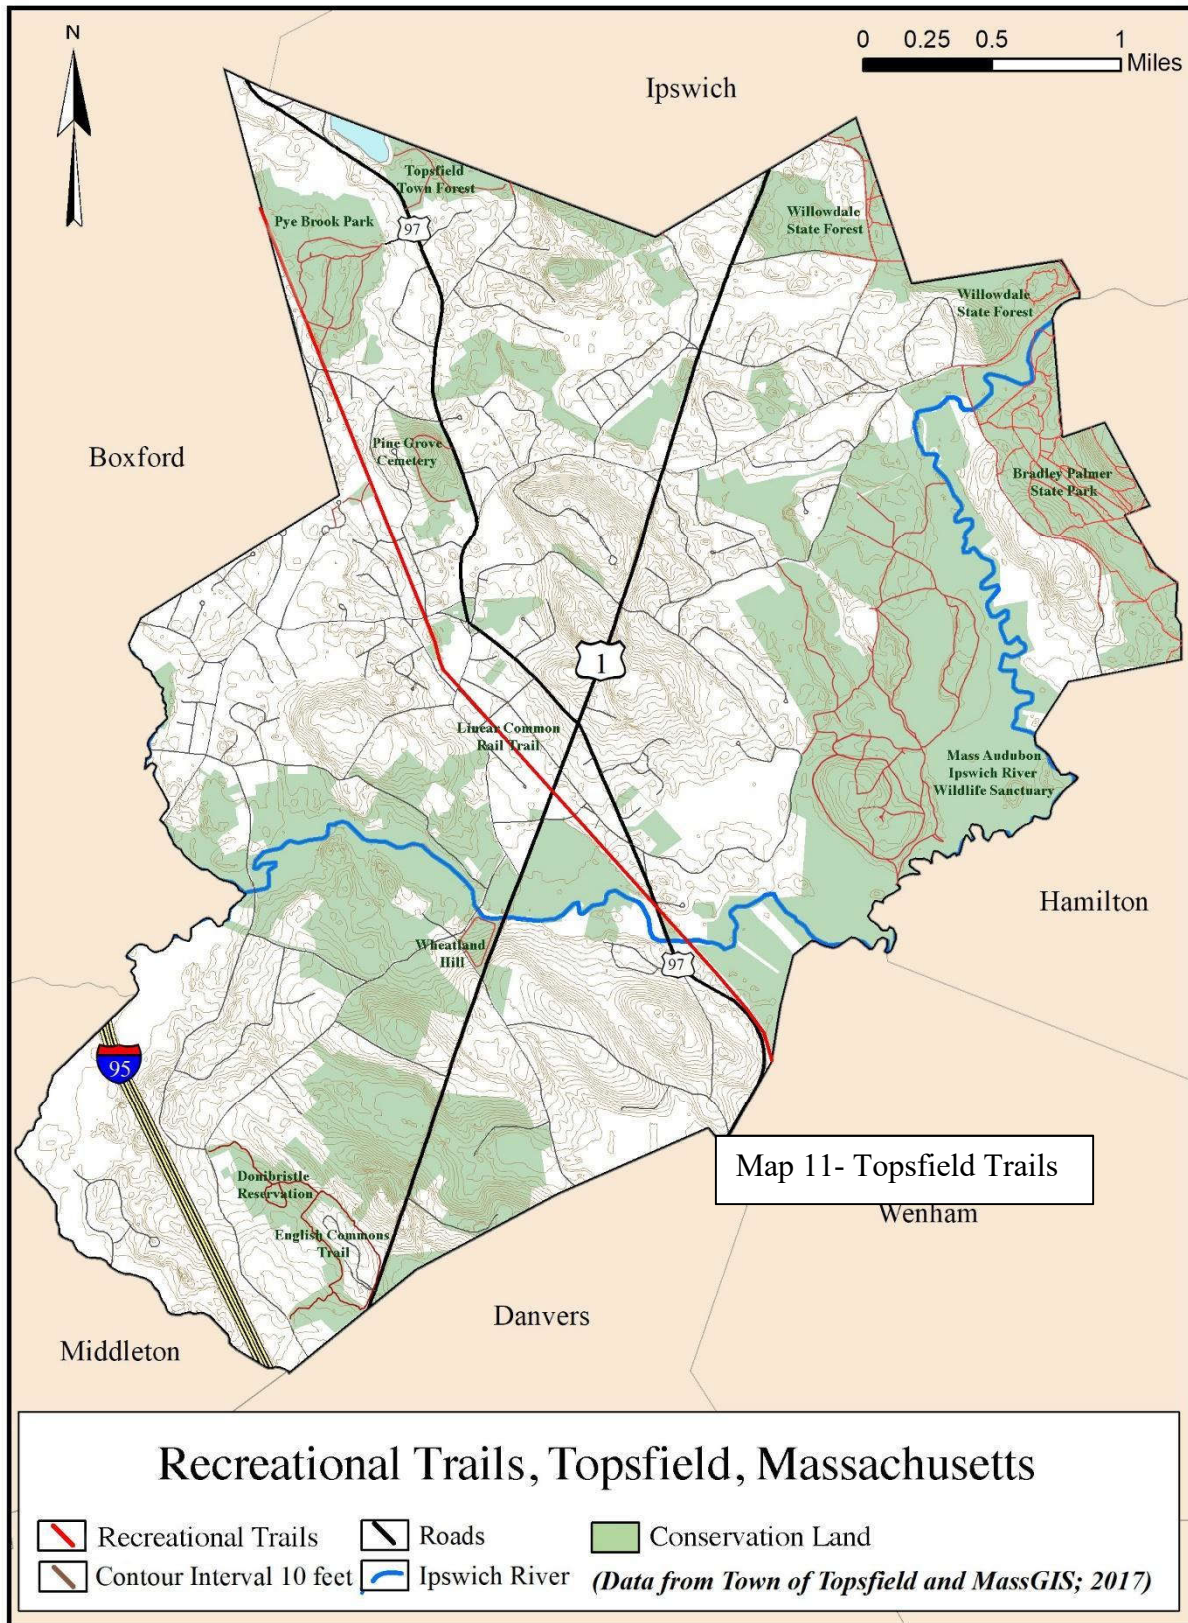 N
0 0.25 0.5 1
Miles
Ipswich
Topsfield
Town Forest
Pye Brook Park
97
Willowdale
State Forest
Willowdale
State Forest
Boxford
Pine Grove
Cemetery
Bradley Palmer
State Park
1
Linear Common
Rail Trail
Mass Audubon
Ipswich River
Wildlife Sanctuary
Hamilton
Wheatland
Hill
97
95
Map 11- Topsfield Trails
Donibristle
Reservation
Wenham
English Commons
Trail
Danvers
Middleton
Recreational Trails, Topsfield, Massachusetts
Recreational Trails
Roads
Conservation Land
Contour Interval 10 feet
Ipswich River
(Data from Town of Topsfield and MassGIS; 2017)